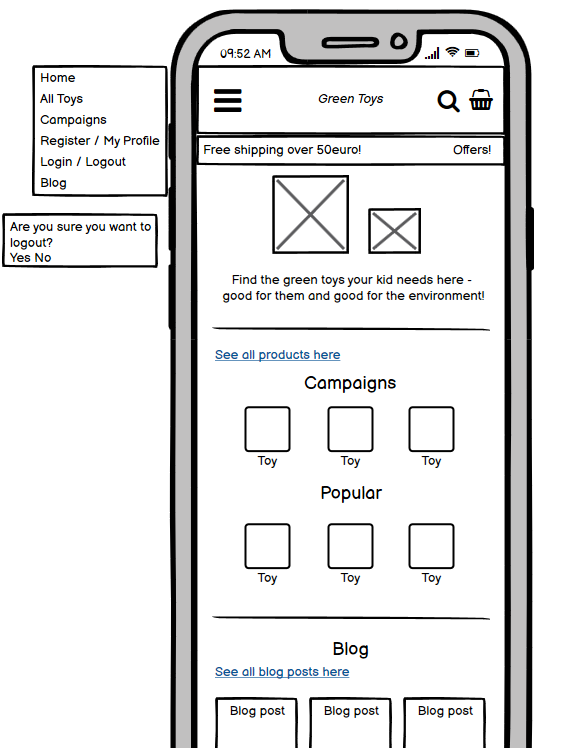 Home
All Toys
Campaigns
Register / My Profile
Login / Logout
Blog
Are you sure you want to
logout?
Yes No
09:52 AM
Green Toys
Free shipping over 50euro! Offers!
Find the green toys your kid needs here -
good for them and good for the environment!
See all products here
Campaigns
Toy Toy Toy
Popular
Toy Toy Toy
Blog
See all blog posts here
Blog post Blog post Blog post